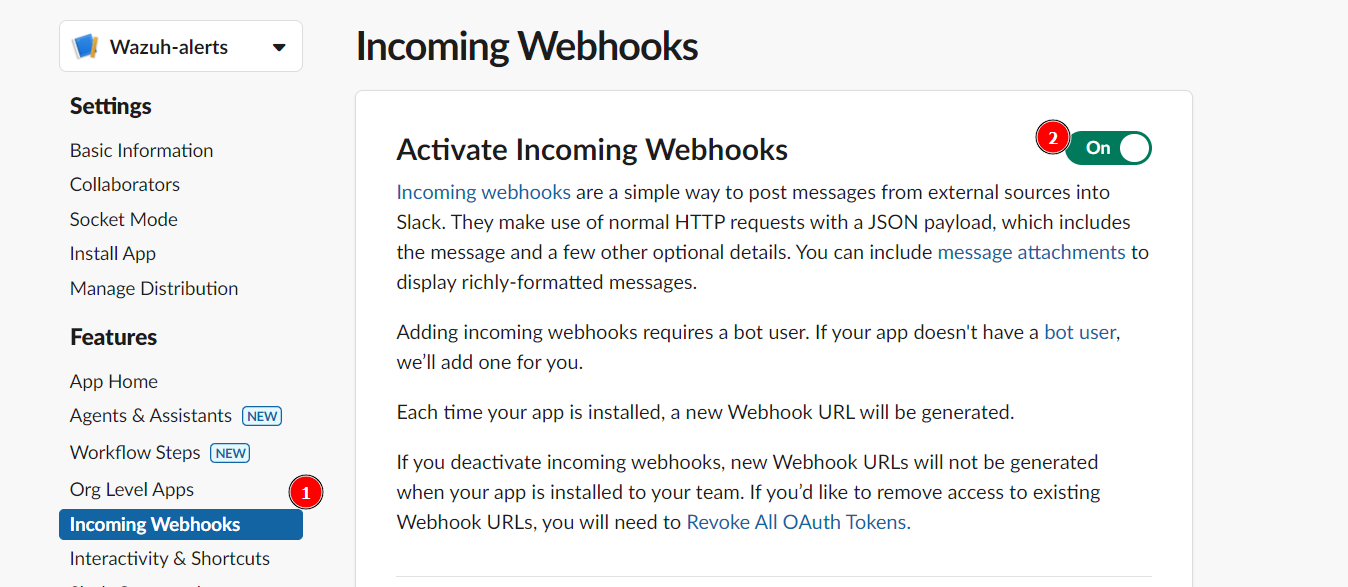 Wazuh-alerts
Settings
Basic Information
Collaborators
Socket Mode
Install App
Manage Distribution
Features
App Home
Agents & Assistants NEW
Workflow Steps NEW
Org Level Apps
1
Incoming Webhooks
Interactivity & Shortcuts
Incoming Webhooks
Activate Incoming Webhooks
2
On
Incoming webhooks are a simple way to post messages from external sources into
Slack. They make use of normal HTTP requests with a JSON payload, which includes
the message and a few other optional details. You can include message attachments to
display richly-formatted messages.
Adding incoming webhooks requires a bot user. If your app doesn't have a bot user,
we’ll add one for you.
Each time your app is installed, a new Webhook URL will be generated.
If you deactivate incoming webhooks, new Webhook URLs will not be generated
when your app is installed to your team. If you’d like to remove access to existing
Webhook URLs, you will need to Revoke All OAuth Tokens.